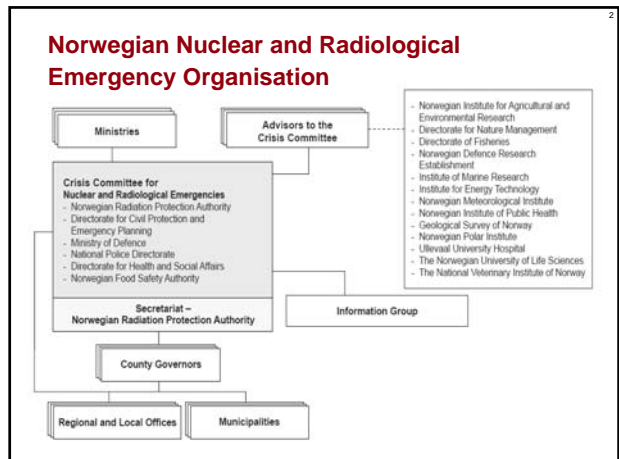 2
Norwegian Nuclear and Radiological
Emergency Organisation
Ministries
Advisors to the
Crisis Committee
- Norwegian Institute for Agricultural and
Environmental Research
- Directorate for Nature Management
- Directorate of Fisheries
- Norwegian Defence Research
Establishment
- Institute of Marine Research
- Institute for Energy Technology
- Norwegian Meteorological Institute
- Norwegian Institute of Public Health
- Geological Survey of Norway
- Norwegian Polar Institute
- Ullevaal University Hospital
- The Norwegian University of Life Sciences
- The National Veterinary Institute of Norway
Crisis Committee for
Nuclear and Radiological Emergencies
- Norwegian Radiation Protection Authority
- Directorate for Civil Protection and
Emergency Planning
- Ministry of Defence
- National Police Directorate
- Directorate for Health and Social Affairs
- Norwegian Food Safety Authority
Secretariat –
Norwegian Radiation Protection Authority
Information Group
County Governors
Regional and Local Offices
Municipalities